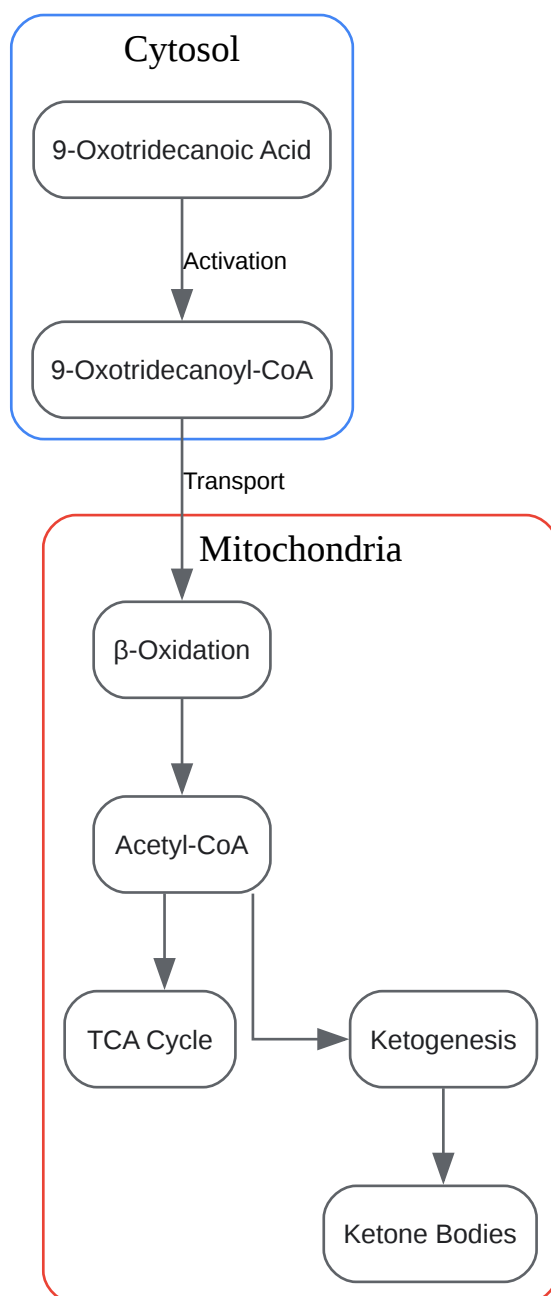 Cytosol
9-Oxotridecanoic Acid
Activation
9-Oxotridecanoyl-CoA
Transport
Mitochondria
β-Oxidation
Acetyl-CoA
TCA Cycle
Ketogenesis
Ketone Bodies